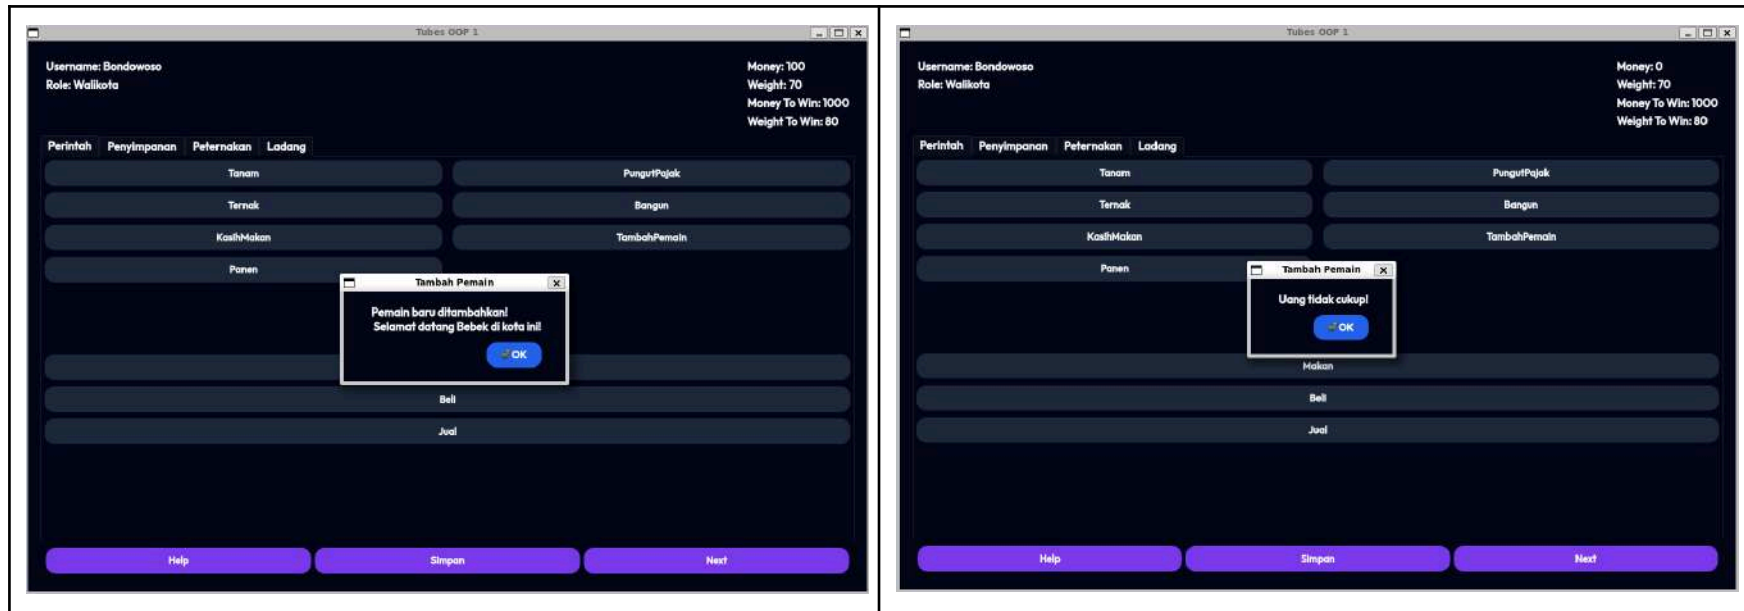 Tubes OOP 1
Username: Bondowoso
Role: Walikota
Money: 100
Weight: 70
Money To Win: 1000
Weight To Win: 80
Perintah Penyimpanan Peternakan Ladang
Tanam PungutPajak
Ternak Bangun
KasihMakan TambahPemain
Panen
Tambah Pemain
Pemain baru ditambahkan!
Selamat datang Bebek di kota ini!
OK
Beli
Jual
Help Simpan Next
Tubes OOP 1
Username: Bondowoso
Role: Walikota
Money: 0
Weight: 70
Money To Win: 1000
Weight To Win: 80
Perintah Penyimpanan Peternakan Ladang
Tanam PungutPajak
Ternak Bangun
KasihMakan TambahPemain
Panen
Tambah Pemain
Uang tidak cukup!
OK
Makan
Beli
Jual
Help Simpan Next